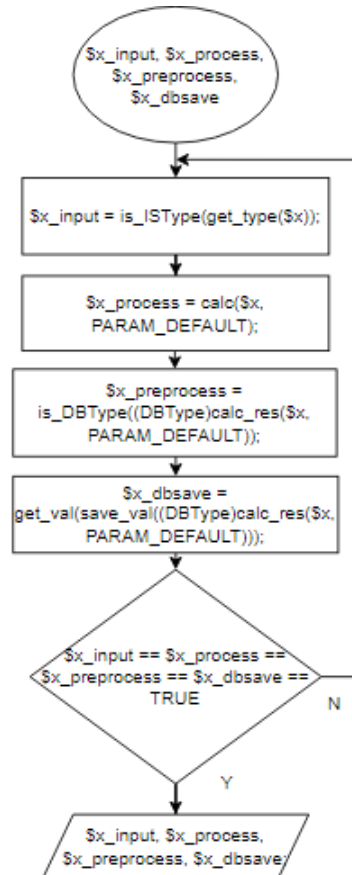 $x_input, $x_process,
$x_preprocess,
$x_dbsave
$x_input = is_ISType(get_type($x));
$x_process = calc($x,
PARAM_DEFAULT);
$x_preprocess =
is_DBType((DBType)calc_res($x,
PARAM_DEFAULT));
$x_dbsave =
get_val(save_val((DBType)calc_res($x,
PARAM_DEFAULT)));
$x_input == $x_process ==
$x_preprocess == $x_dbsave ==
TRUE
N
Y
$x_input, $x_process,
$x_preprocess, $x_dbsave;